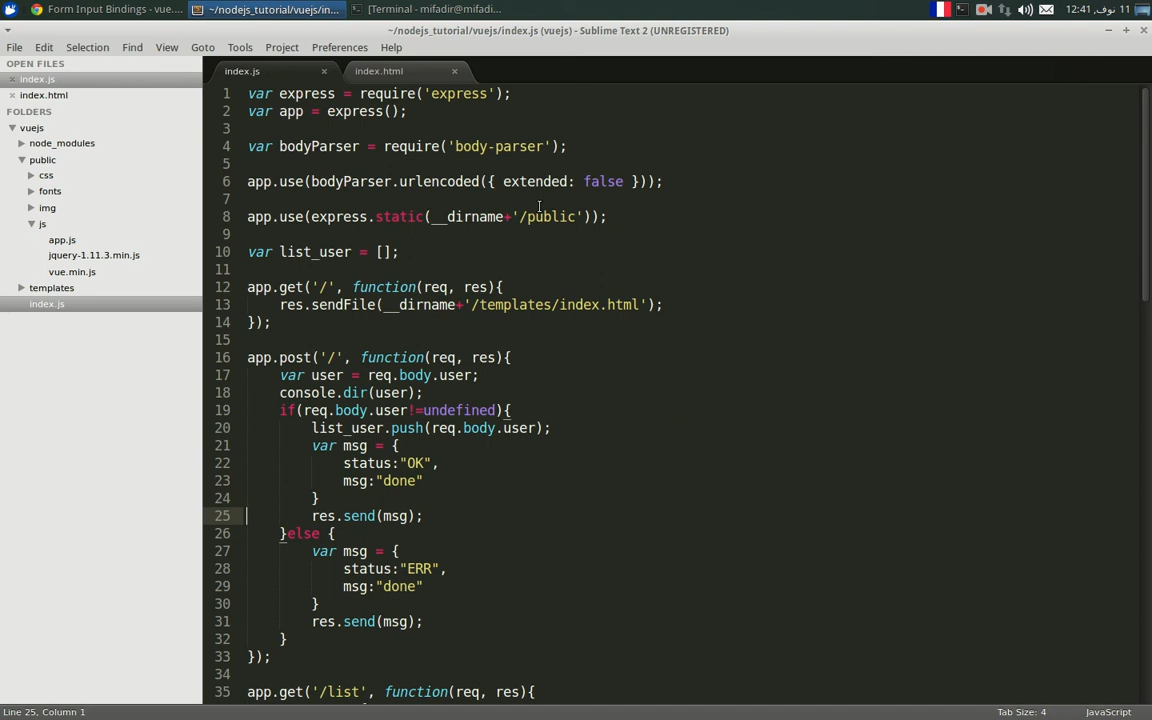 Form Input Bindings - vue....
~/nodejs_tutorial/vuejs/in...
[Terminal - mifadir@mifadi...
11 نوف, 12:41
~/nodejs_tutorial/vuejs/index.js (vuejs) - Sublime Text 2 (UNREGISTERED)
File Edit Selection Find View Goto Tools Project Preferences Help
OPEN FILES
index.js
index.html
FOLDERS
vuejs
node_modules
public
css
fonts
img
js
app.js
jquery-1.11.3.min.js
vue.min.js
templates
index.js
index.js
index.html
1 var express = require('express');
2 var app = express();
3
4 var bodyParser = require('body-parser');
5
6 app.use(bodyParser.urlencoded({ extended: false }));
7
8 app.use(express.static(__dirname+'/public'));
9
10 var list_user = [];
11
12 app.get('/', function(req, res){
13 res.sendFile(__dirname+'/templates/index.html');
14 });
15
16 app.post('/', function(req, res){
17 var user = req.body.user;
18 console.dir(user);
19 if(req.body.user!=undefined){
20 list_user.push(req.body.user);
21 var msg = {
22 status:"OK",
23 msg:"done"
24 }
25 res.send(msg);
26 }else {
27 var msg = {
28 status:"ERR",
29 msg:"done"
30 }
31 res.send(msg);
32 }
33 });
34
35 app.get('/list', function(req, res){
Line 25, Column 1
Tab Size: 4
JavaScript